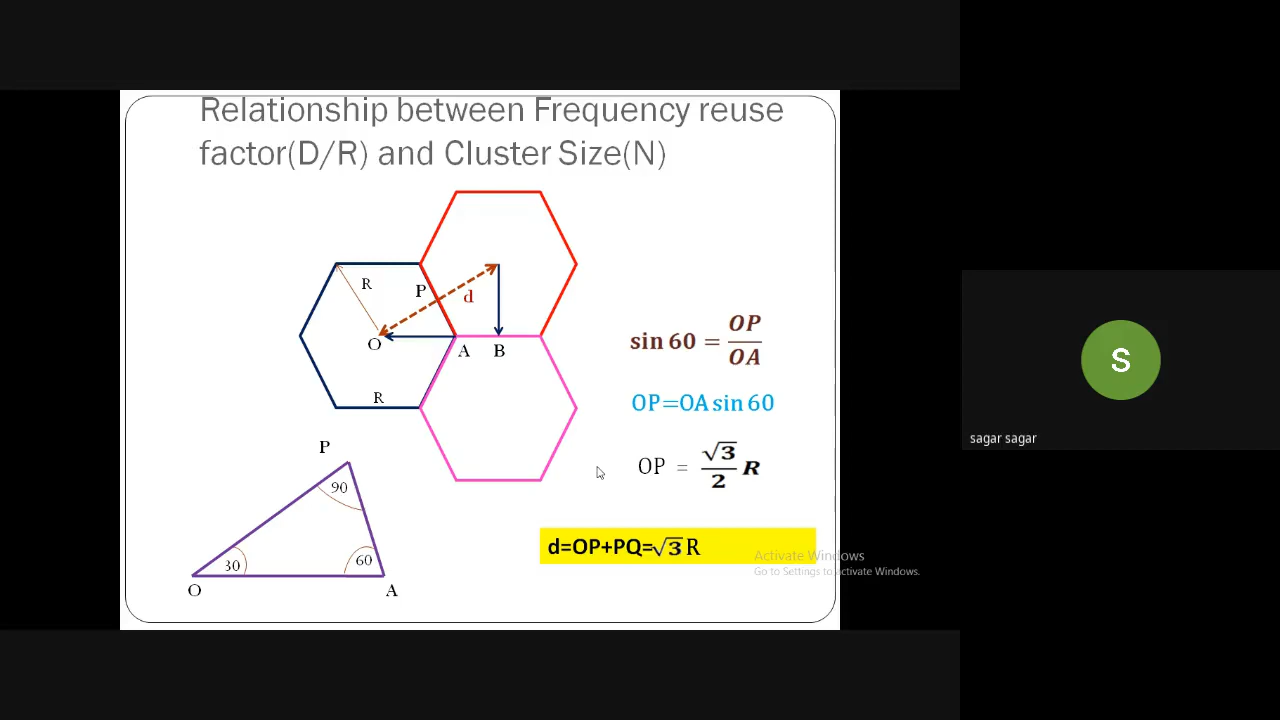 Relationship between Frequency reuse
factor(D/R) and Cluster Size(N)
R
P
d
O
A
B
R
sin 60 = OP/OA
OP=OA sin 60
OP = √3/2 R
P
90
30
60
O
A
d=OP+PQ=√3 R
Activate Windows
Go to Settings to activate Windows.
S
sagar sagar